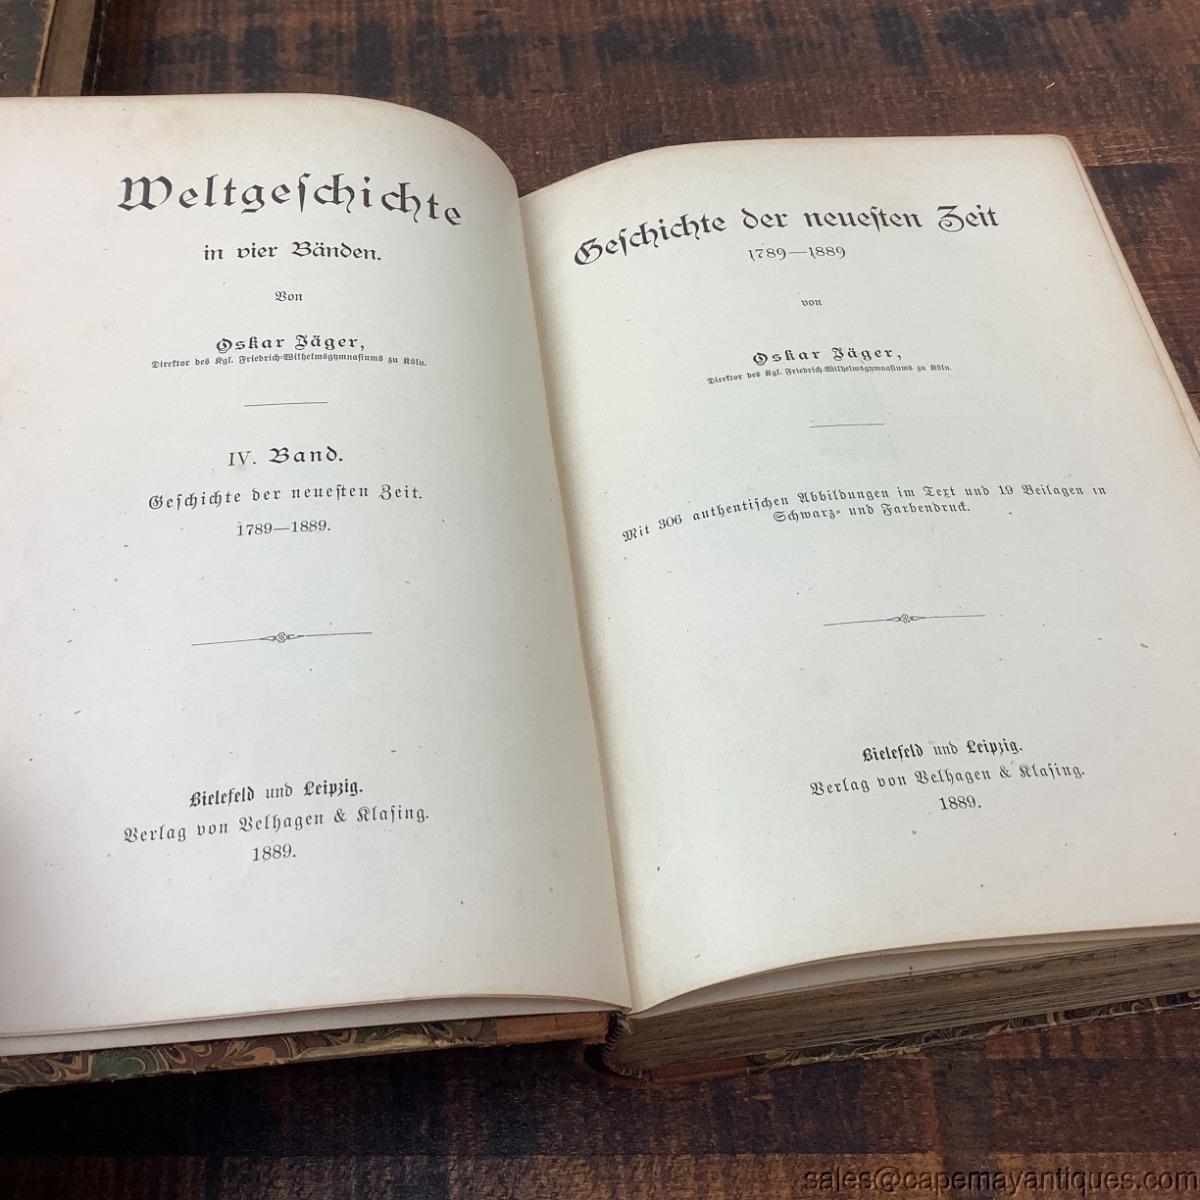 Weltgeſchichte
in vier Bänden.
Von
Oskar Jäger,
Direktor des Kgl. Friedrich-Wilhelmsgymnaſiums zu Köln.
IV. Band.
Geſchichte der neueſten Zeit.
1789—1889.
Bielefeld und Leipzig.
Verlag von Velhagen & Klaſing.
1889.
Geſchichte der neueſten Zeit
1789—1889
von
Oskar Jäger,
Direktor des Kgl. Friedrich-Wilhelmsgymnaſiums zu Köln.
Mit 306 authentiſchen Abbildungen im Text und 19 Beilagen in
Schwarz- und Farbendruck.
Bielefeld und Leipzig.
Verlag von Velhagen & Klaſing.
1889.
sales@capemayantiques.com